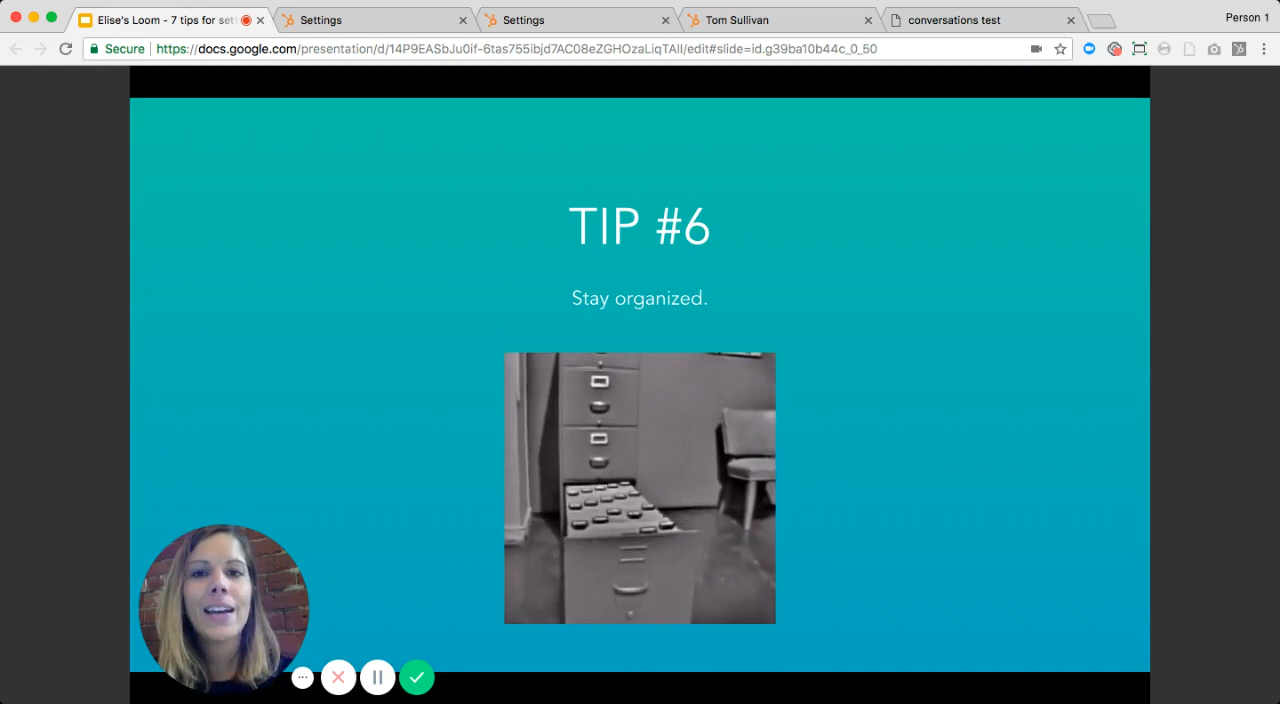 Elise's Loom - 7 tips for set
Settings
Settings
Tom Sullivan
conversations test
Person 1
Secure
https://docs.google.com/presentation/d/14P9EASbJu0if-6tas755ibjd7AC08eZGHOzaLiqTAlI/edit#slide=id.g39ba10b44c_0_50
TIP #6
Stay organized.